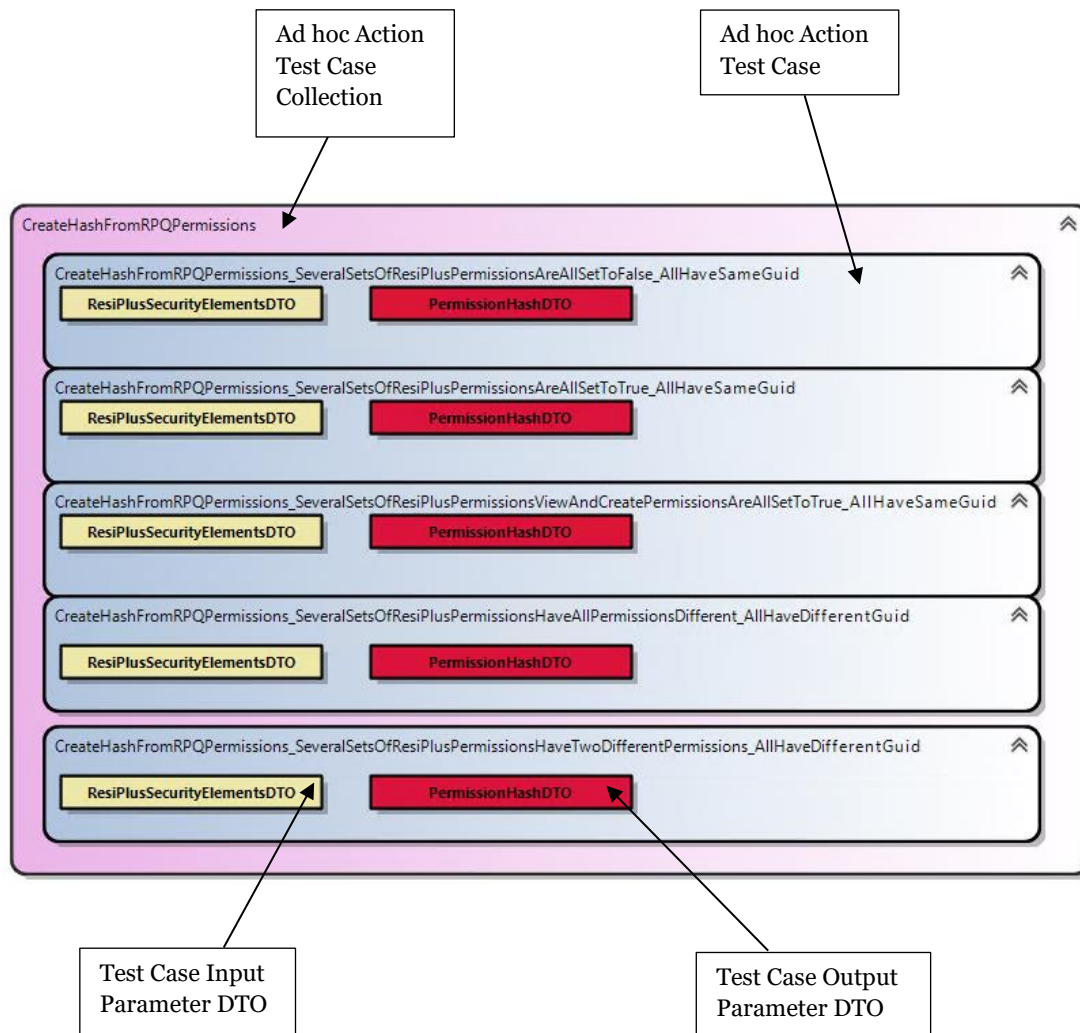 Ad hoc Action
Test Case
Collection
Ad hoc Action
Test Case
CreateHashFromRPQPermissions
CreateHashFromRPQPermissions_SeveralSetsOfResiPlusPermissionsAreAllSetToFalse_AllHaveSameGuid
ResiPlusSecurityElementsDTO
PermissionHashDTO
CreateHashFromRPQPermissions_SeveralSetsOfResiPlusPermissionsAreAllSetToTrue_AllHaveSameGuid
ResiPlusSecurityElementsDTO
PermissionHashDTO
CreateHashFromRPQPermissions_SeveralSetsOfResiPlusPermissionsViewAndCreatePermissionsAreAllSetToTrue_AllHaveSameGuid
ResiPlusSecurityElementsDTO
PermissionHashDTO
CreateHashFromRPQPermissions_SeveralSetsOfResiPlusPermissionsHaveAllPermissionsDifferent_AllHaveDifferentGuid
ResiPlusSecurityElementsDTO
PermissionHashDTO
CreateHashFromRPQPermissions_SeveralSetsOfResiPlusPermissionsHaveTwoDifferentPermissions_AllHaveDifferentGuid
ResiPlusSecurityElementsDTO
PermissionHashDTO
Test Case Input
Parameter DTO
Test Case Output
Parameter DTO